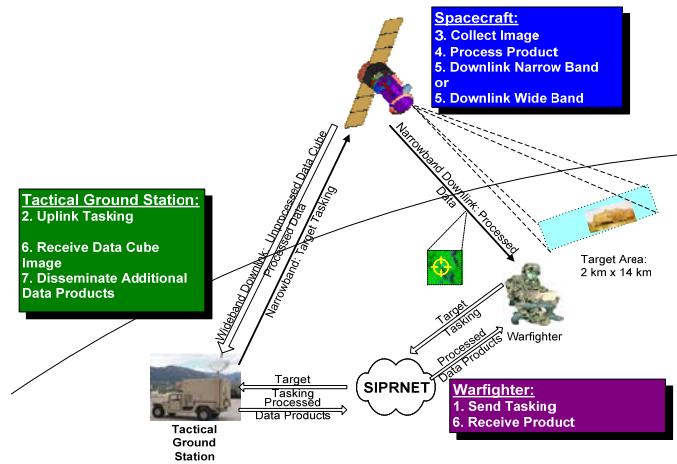 Spacecraft:
3. Collect Image
4. Process Product
5. Downlink Narrow Band
or
5. Downlink Wide Band
Tactical Ground Station:
2. Uplink Tasking
6. Receive Data Cube
Image
7. Disseminate Additional
Data Products
Wideband Downlink: Unprocessed Data Cube
Processed Data
Narrowband: Target Tasking
Narrowband Downlink: Processed
Data
Target Area:
2 km x 14 km
Warfighter
Target
Tasking
Processed
Data Products
SIPRNET
Target
Tasking
Processed
Data Products
Tactical
Ground
Station
Warfighter:
1. Send Tasking
6. Receive Product